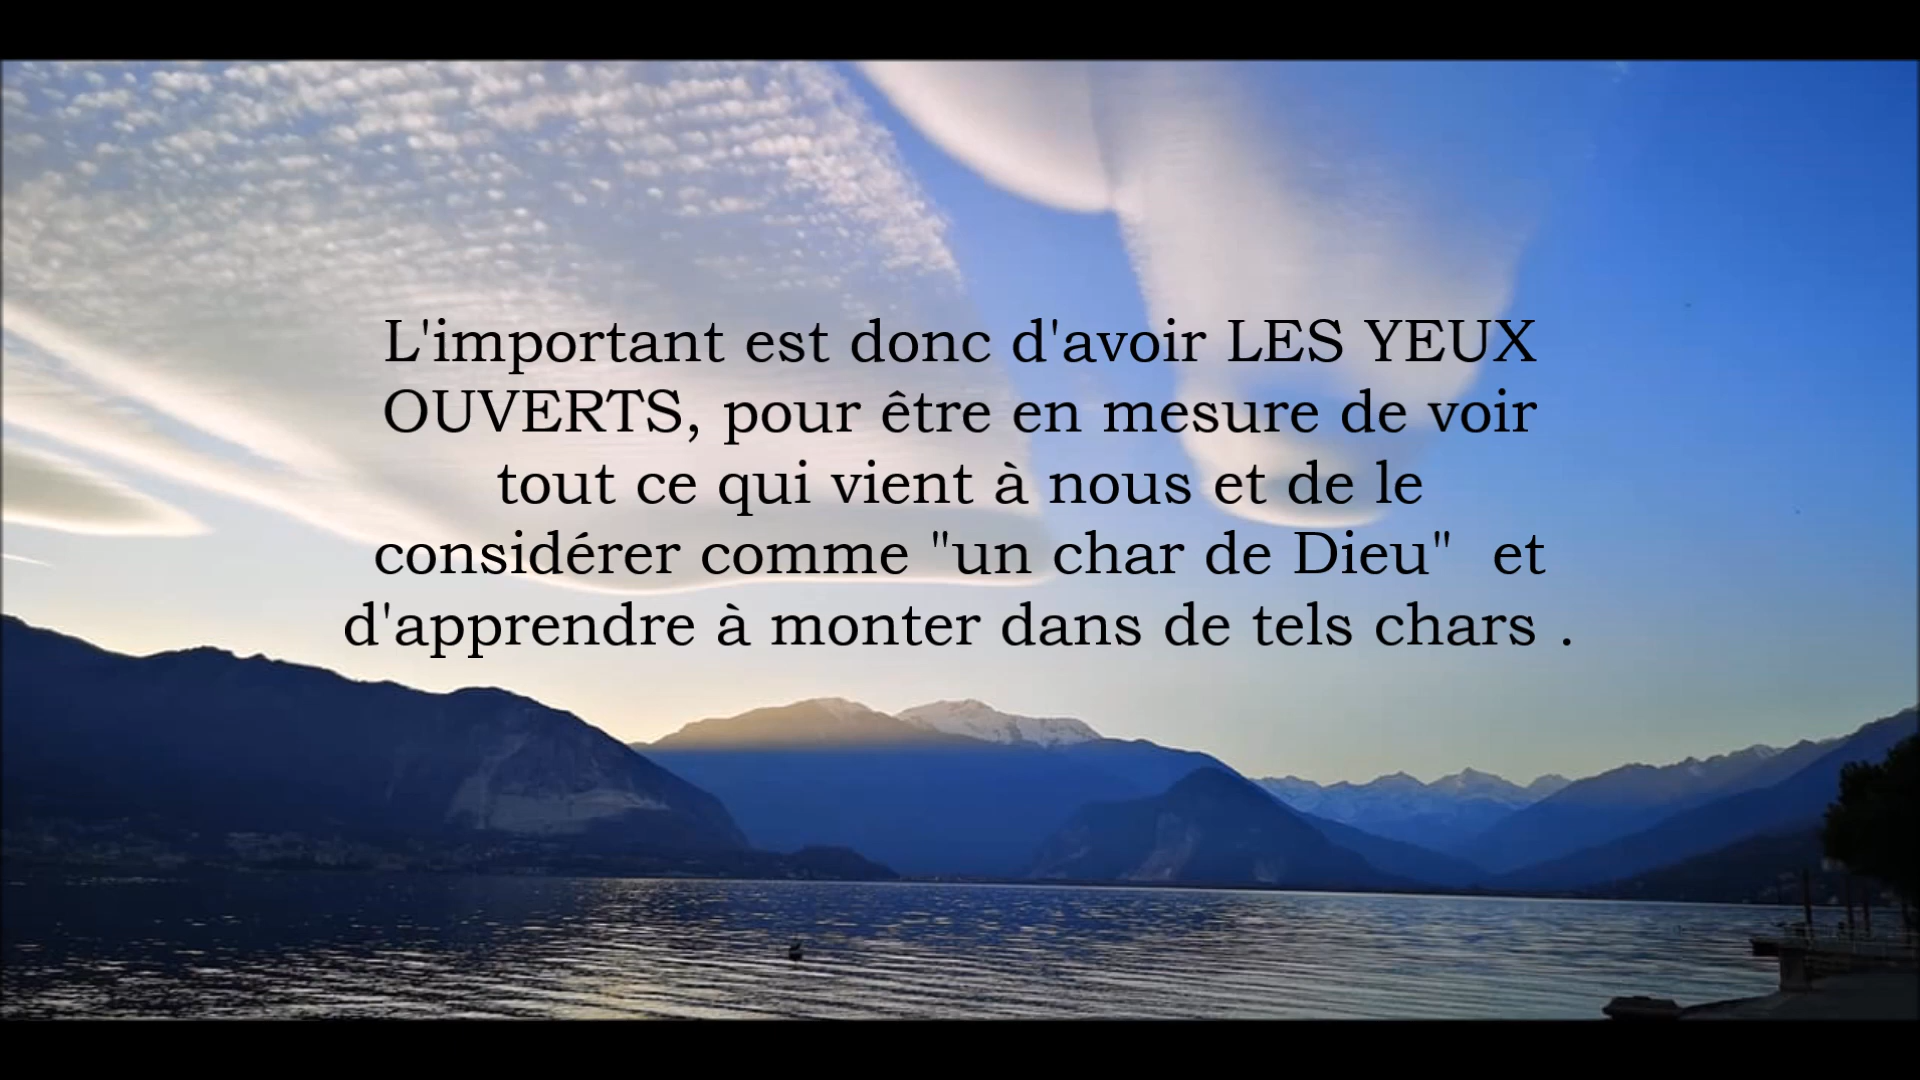 L'important est donc d'avoir LES YEUX
OUVERTS, pour être en mesure de voir
tout ce qui vient à nous et de le
considérer comme "un char de Dieu"  et
d'apprendre à monter dans de tels chars .